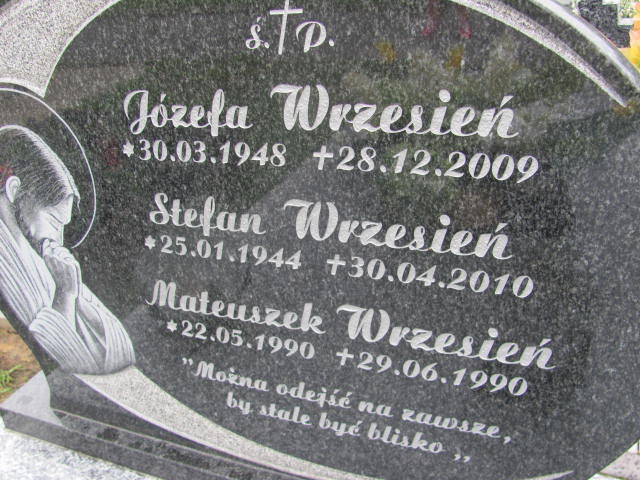 Ś. P.
Józefa Wrzesień
*30.03.1948 +28.12.2009
Stefan Wrzesień
*25.01.1944 +30.04.2010
Mateuszek Wrzesień
*22.05.1990 +29.06.1990
"Można odejść na zawsze,
by stale być blisko „